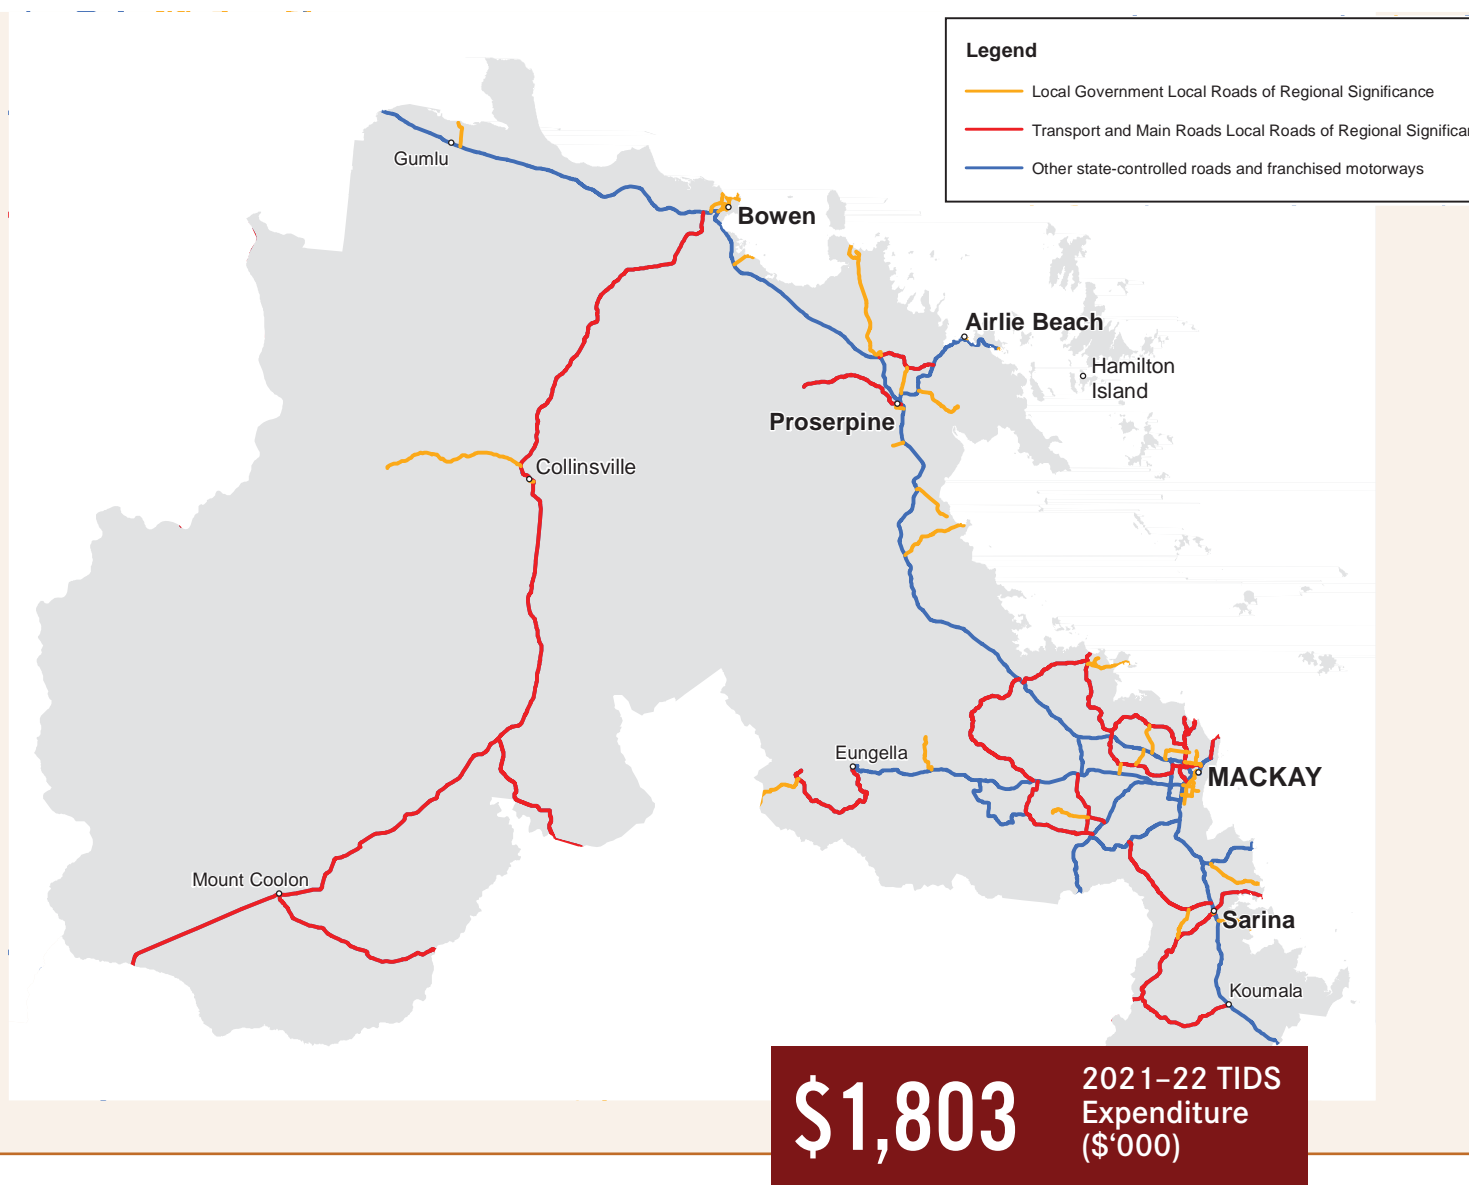 Legend
Local Government Local Roads of Regional Significance
Transport and Main Roads Local Roads of Regional
Other state-controlled roads and franchised motorways
Gumlu
Bowen
Airlie Beach
Hamilton
Island
Proserpine
Collinsville
Eungella
MACKAY
Mount Coolon
Sarina
Koumala
$1,803
2021–22 TIDS
Expenditure
($‘000)